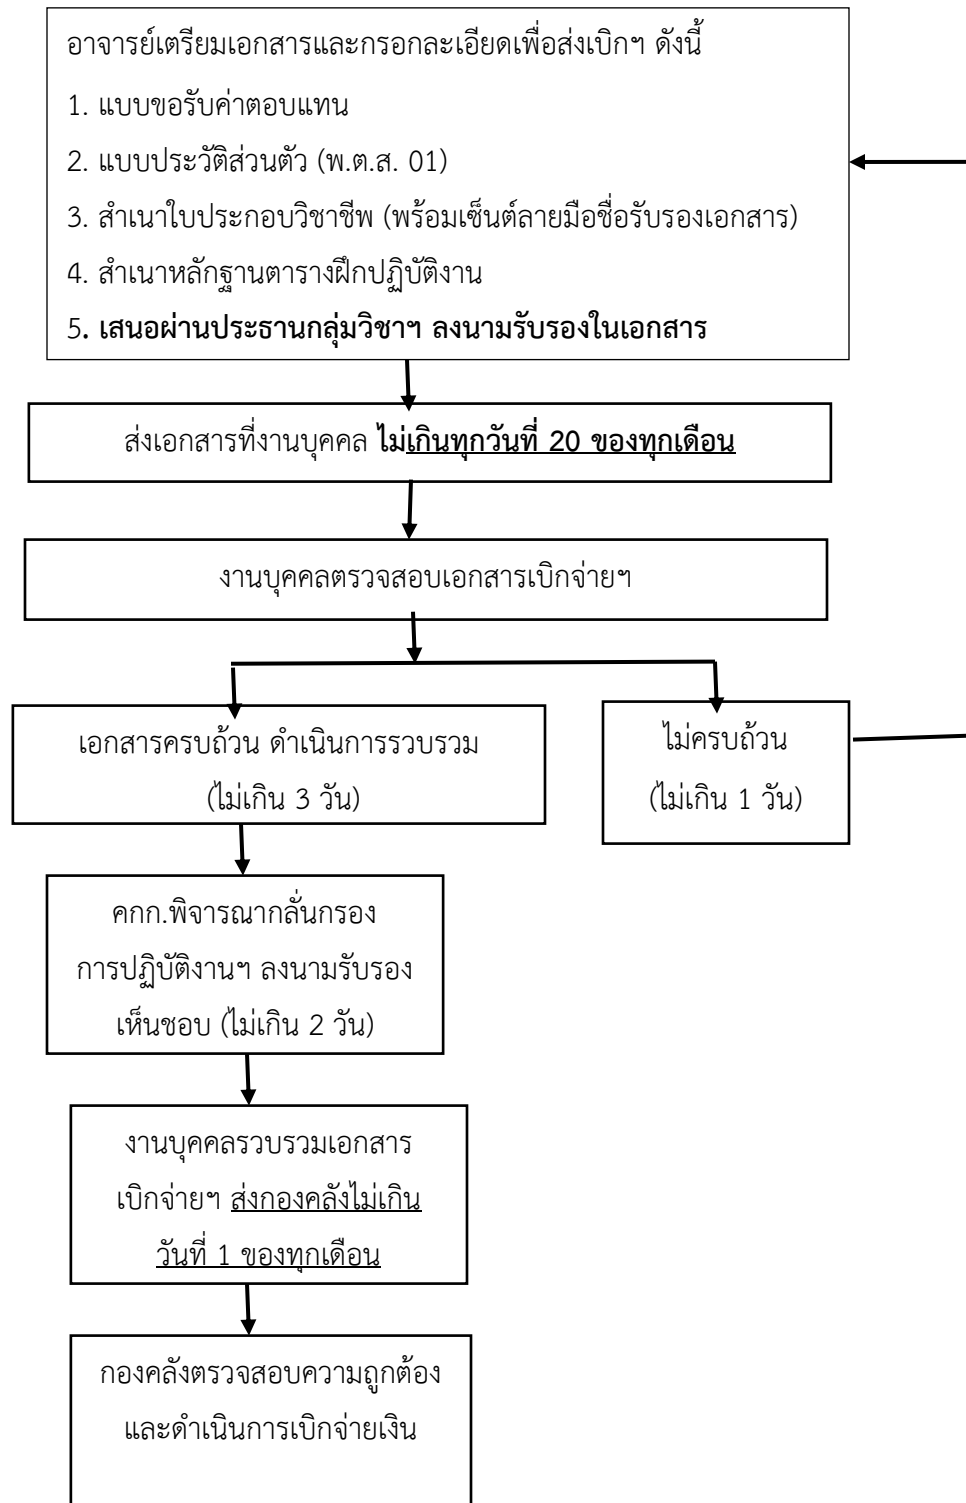 อาจารย์เตรียมเอกสารและกรอกละเอียดเพื่อส่งเบิกฯ ดังนี้
1. แบบขอรับค่าตอบแทน
2. แบบประวัติส่วนตัว (พ.ต.ส. 01)
3. สำเนาใบประกอบวิชาชีพ (พร้อมเซ็นต์ลายมือชื่อรับรองเอกสาร)
4. สำเนาหลักฐานตารางฝึกปฏิบัติงาน
5. เสนอผ่านประธานกลุ่มวิชาฯ ลงนามรับรองในเอกสาร
ส่งเอกสารที่งานบุคคล ไม่เกินทุกวันที่ 20 ของทุกเดือน
งานบุคคลตรวจสอบเอกสารเบิกจ่ายฯ
เอกสารครบถ้วน ดำเนินการรวบรวม
(ไม่เกิน 3 วัน)
ไม่ครบถ้วน
(ไม่เกิน 1 วัน)
คกก.พิจารณากลั่นกรอง
การปฏิบัติงานฯ ลงนามรับรอง
เห็นชอบ (ไม่เกิน 2 วัน)
งานบุคคลรวบรวมเอกสาร
เบิกจ่ายฯ ส่งกองคลังไม่เกิน
วันที่ 1 ของทุกเดือน
กองคลังตรวจสอบความถูกต้อง
และดำเนินการเบิกจ่ายเงิน